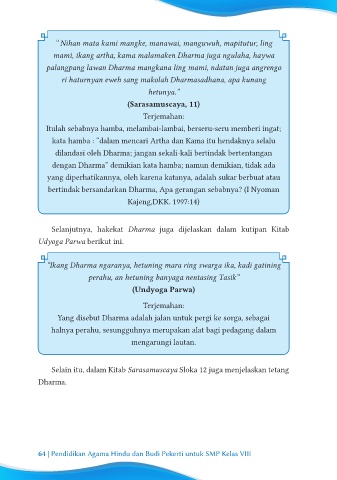 "Nihan mata kami mangke, manawai, manguwuh, mapitutur, ling
mami, ikang artha, kama malamaken Dharma juga ngulaha, haywa
palangpang lawan Dharma mangkana ling mami, ndatan juga angrengo
ri haturnyan eweh sang makolah Dharmasadhana, apa kunang
hetunya."
(Sarasamuscaya, 11)
Terjemahan:
Itulah sebabnya hamba, melambai-lambai, berseru-seru memberi ingat;
kata hamba : "dalam mencari Artha dan Kama itu hendaknya selalu
dilandasi oleh Dharma; jangan sekali-kali bertindak bertentangan
dengan Dharma" demikian kata hamba; namun demikian, tidak ada
yang diperhatikannya, oleh karena katanya, adalah sukar berbuat atau
bertindak bersandarkan Dharma, Apa gerangan sebabnya? (I Nyoman
Kajeng,DKK. 1997:14)
Selanjutnya, hakekat Dharma juga dijelaskan dalam kutipan Kitab
Udyoga Parwa berikut ini.
"Ikang Dharma ngaranya, hetuning mara ring swarga ika, kadi gatining
perahu, an hetuning banyaga nentasing Tasik"
(Undyoga Parwa)
Terjemahan:
Yang disebut Dharma adalah jalan untuk pergi ke sorga, sebagai
halnya perahu, sesungguhnya merupakan alat bagi pedagang dalam
mengarungi lautan.
Selain itu, dalam Kitab Sarasamuscaya Sloka 12 juga menjelaskan tetang
Dharma.
64 | Pendidikan Agama Hindu dan Budi Pekerti untuk SMP Kelas VIII